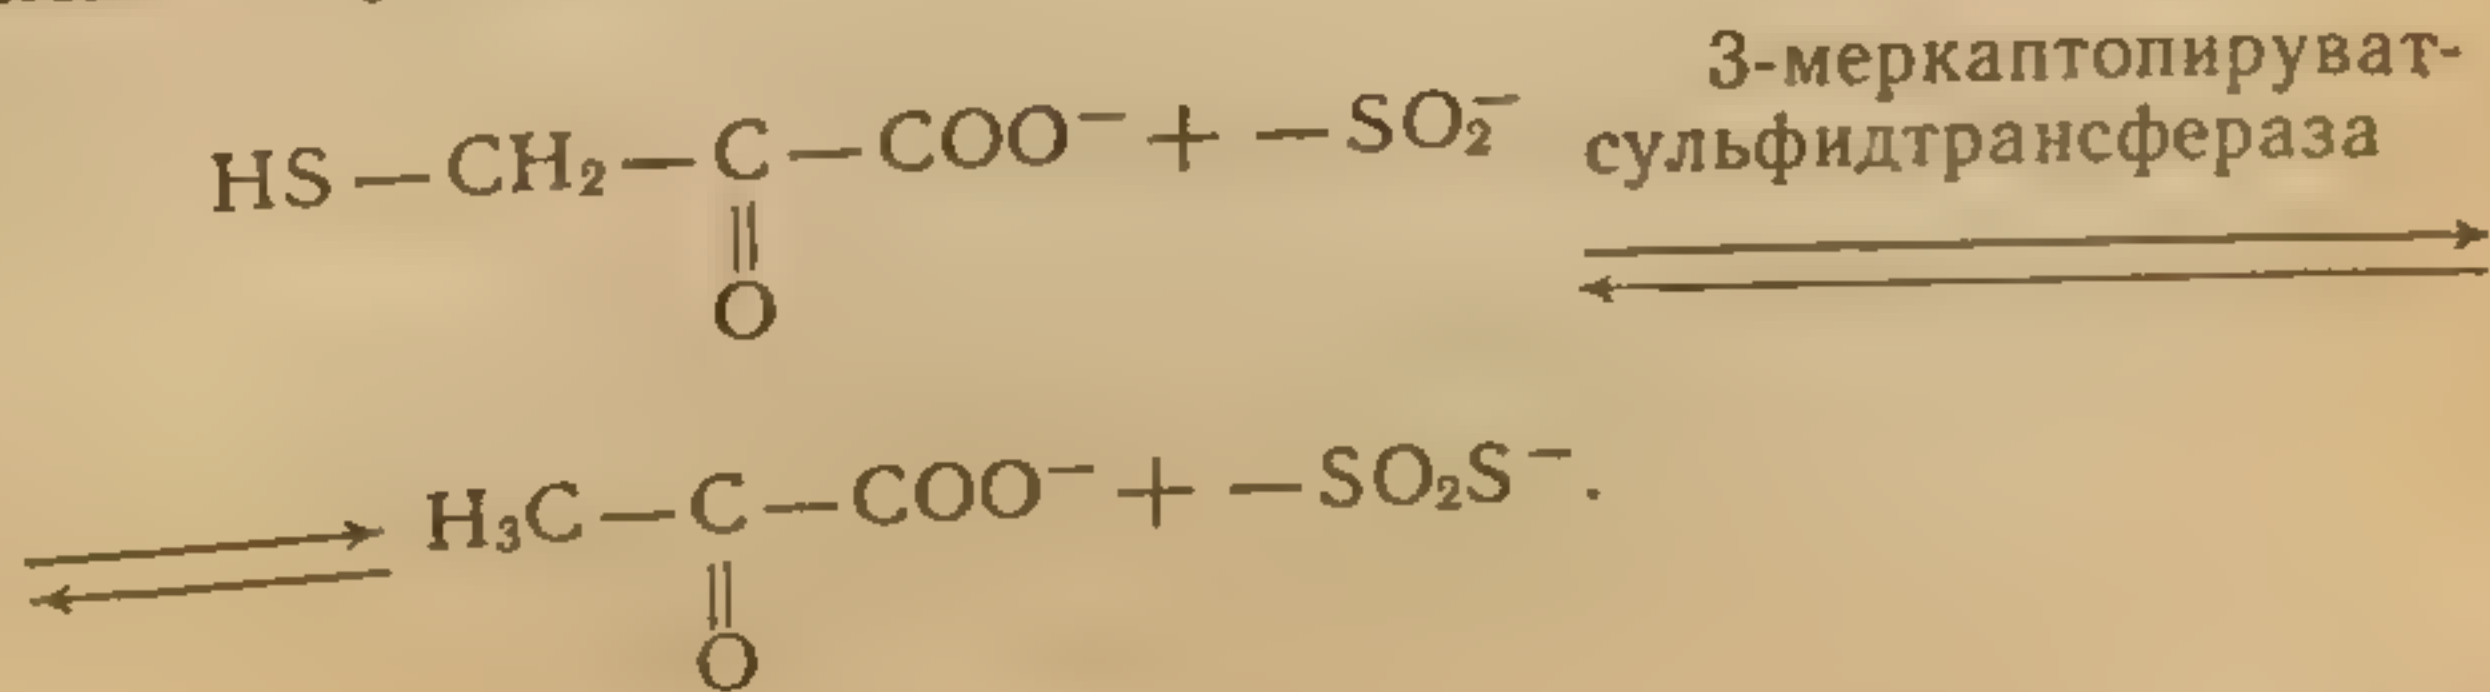 3-меркаптопируват-
сульфидтрансфераза
HS—CH₂—C—COO⁻ + —SO₂⁻
O
H₃C—C—COO⁻ + —SO₂S⁻.
O